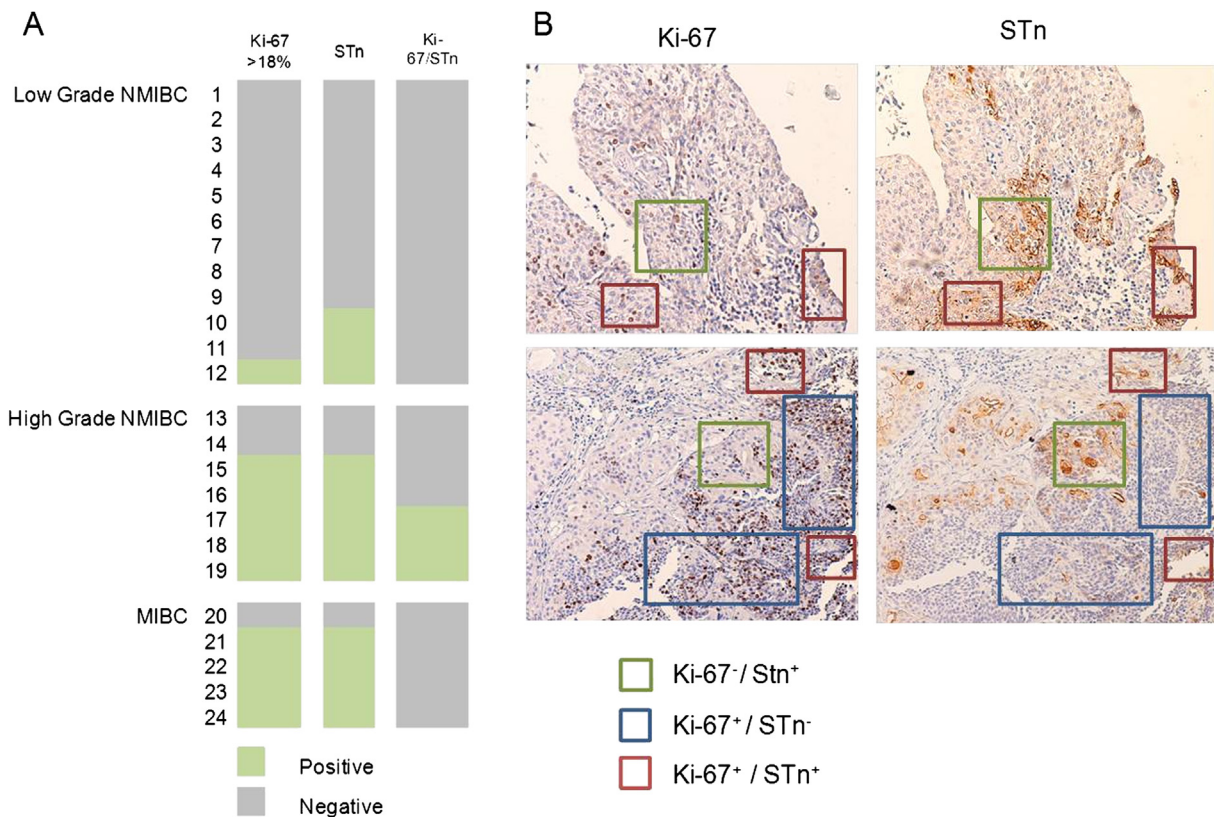 A
B
Ki-67
>18%
STn
Ki-
67/STn
Ki-67
STn
Low Grade NMIBC
1
2
3
4
5
6
7
8
9
10
11
12
High Grade NMIBC
13
14
15
16
17
18
19
MIBC
20
21
22
23
24
Positive
Negative
Ki-67⁻/ Stn⁺
Ki-67⁺/ STn⁻
Ki-67⁺ / STn⁺